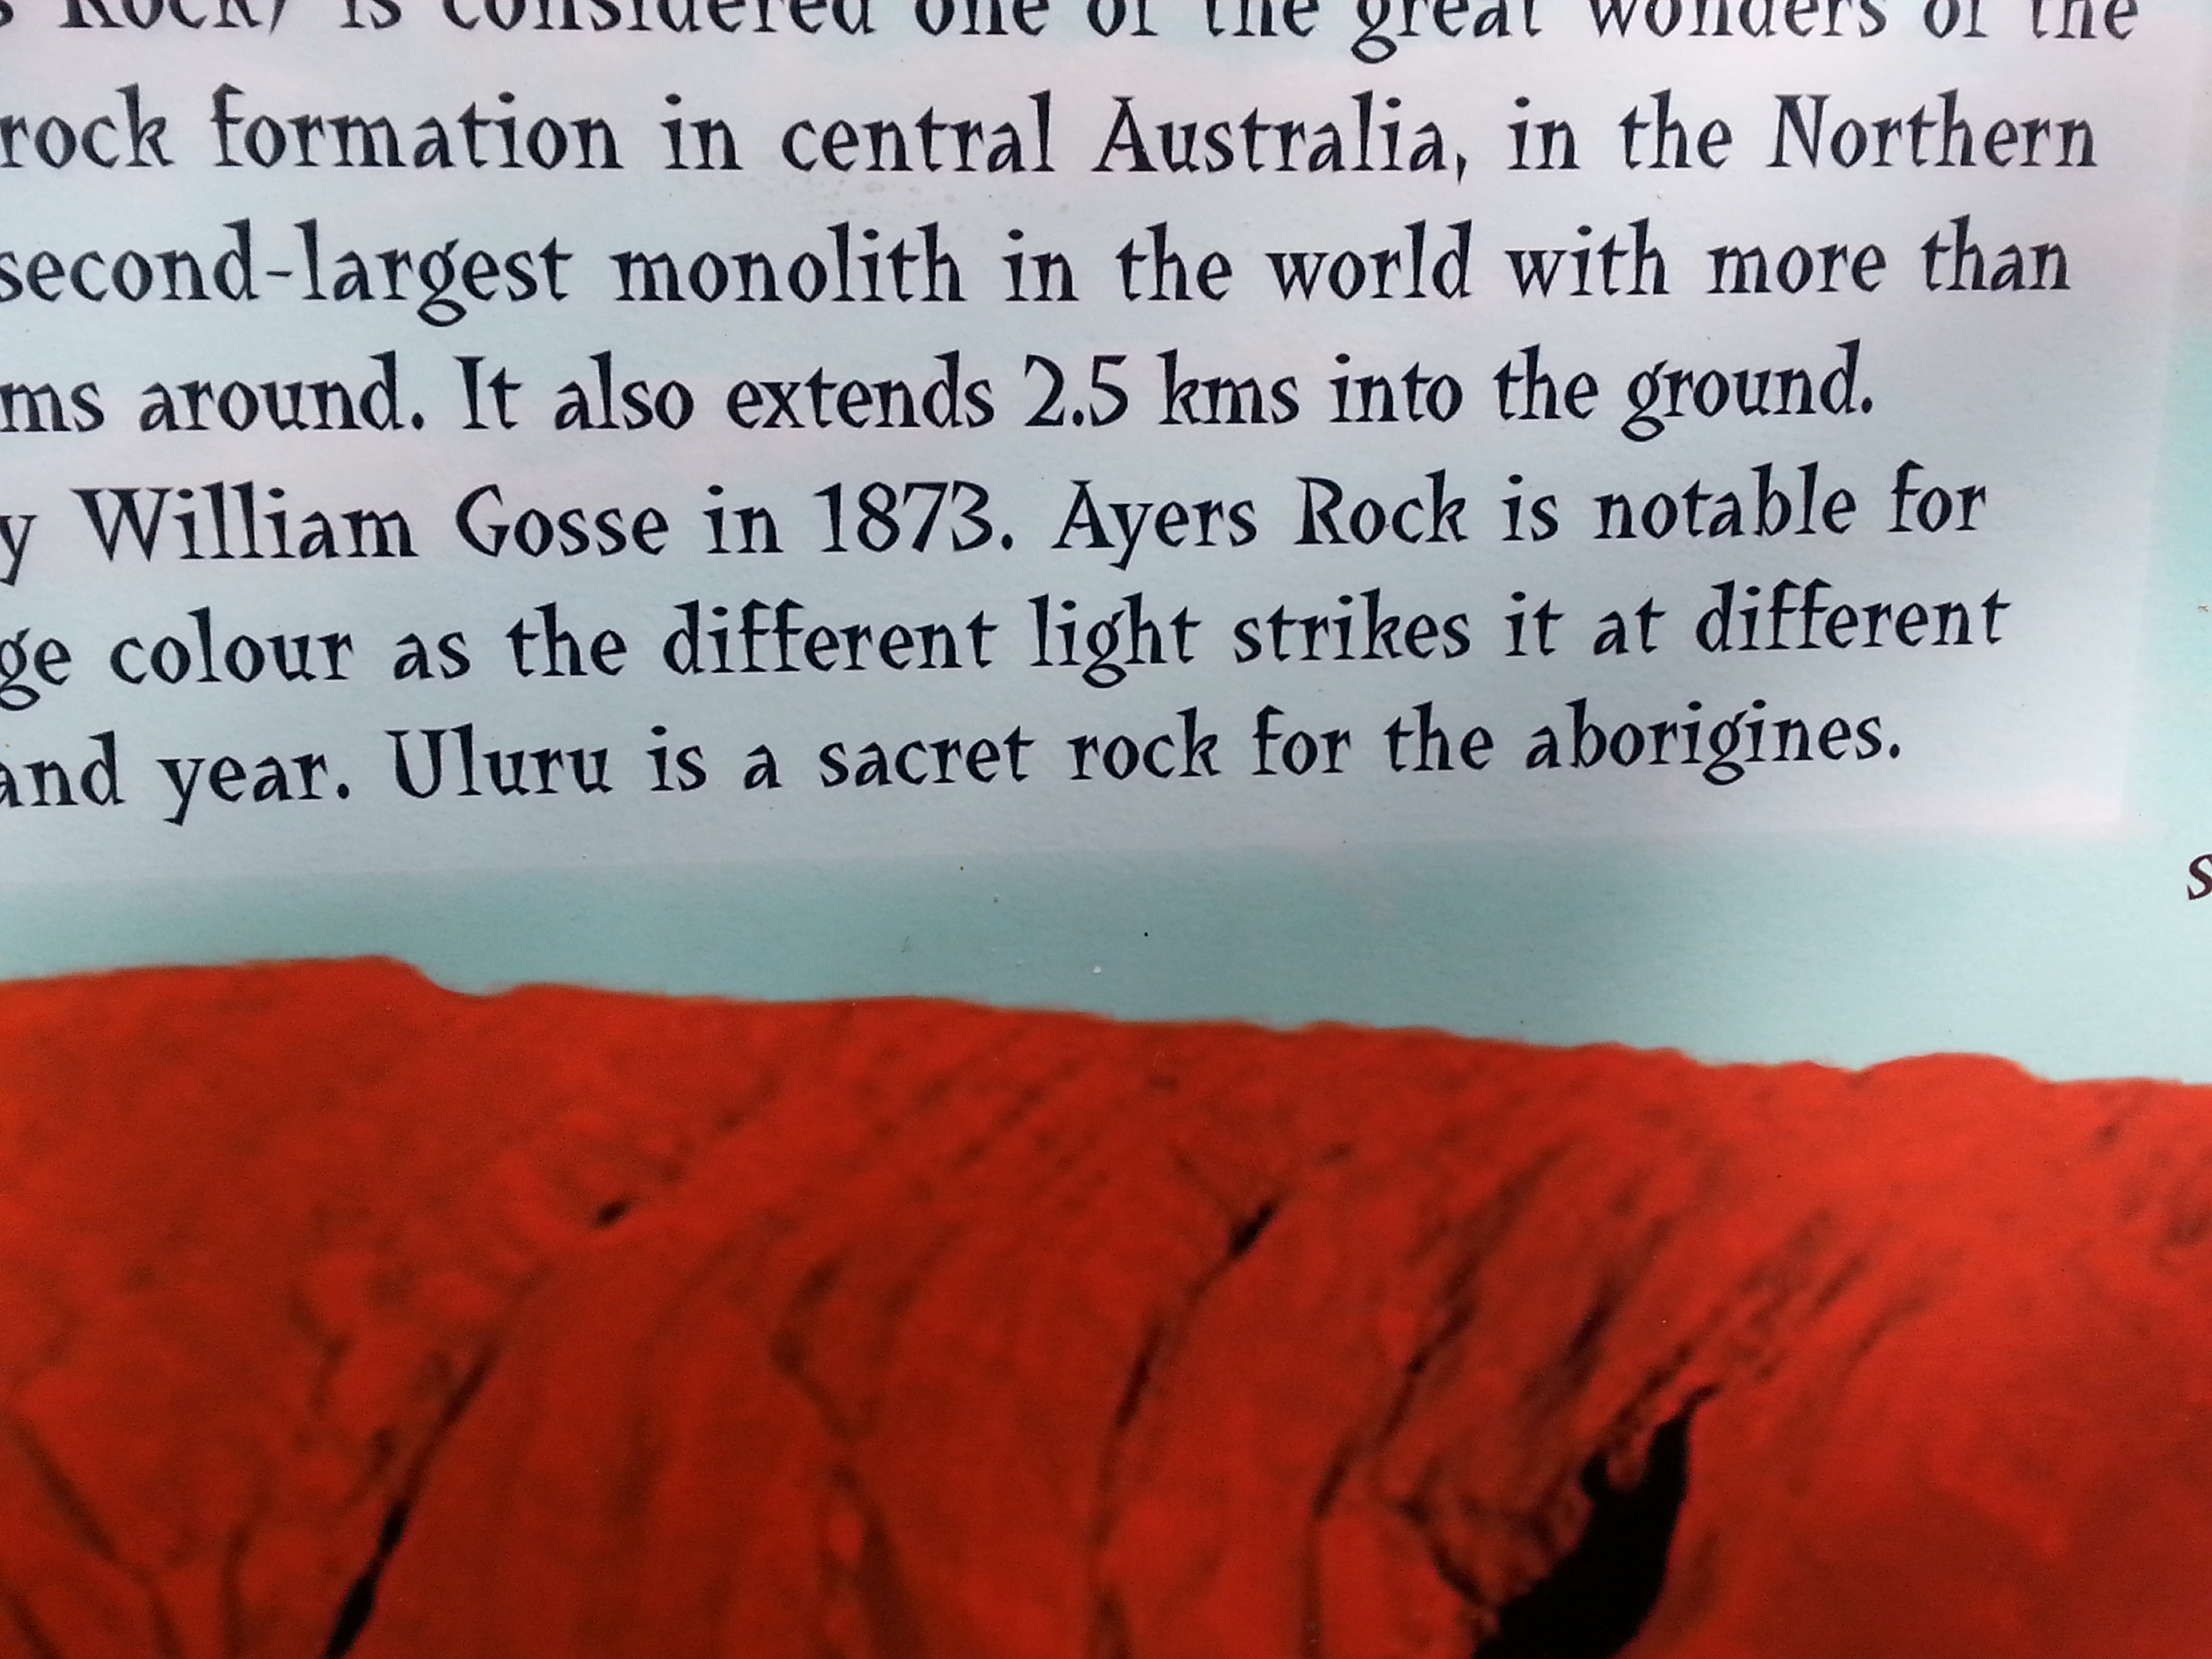 Rock) is considered one of the great wonders of the
rock formation in central Australia, in the Northern
second-largest monolith in the world with more than
ms around. It also extends 2.5 kms into the ground.
y William Gosse in 1873. Ayers Rock is notable for
ge colour as the different light strikes it at different
and year. Uluru is a sacret rock for the aborigines.
s